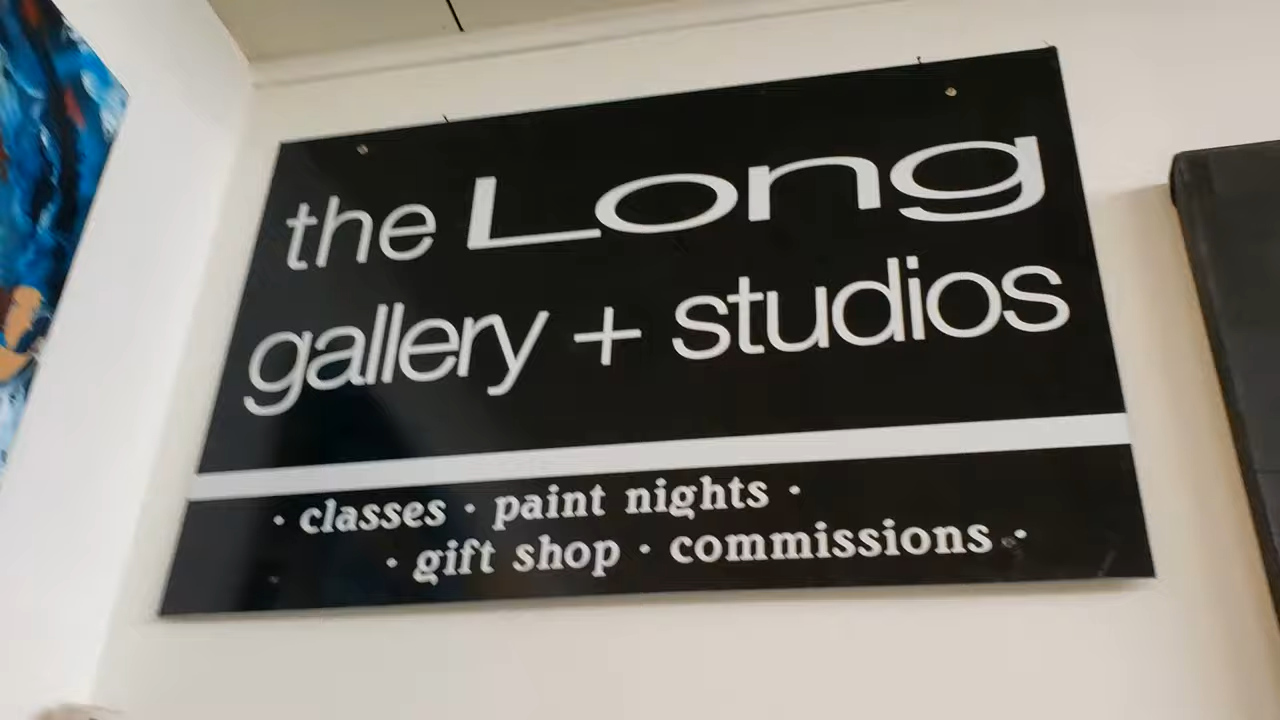 the Long
gallery + studios
· classes · paint nights ·
· gift shop · commissions ·